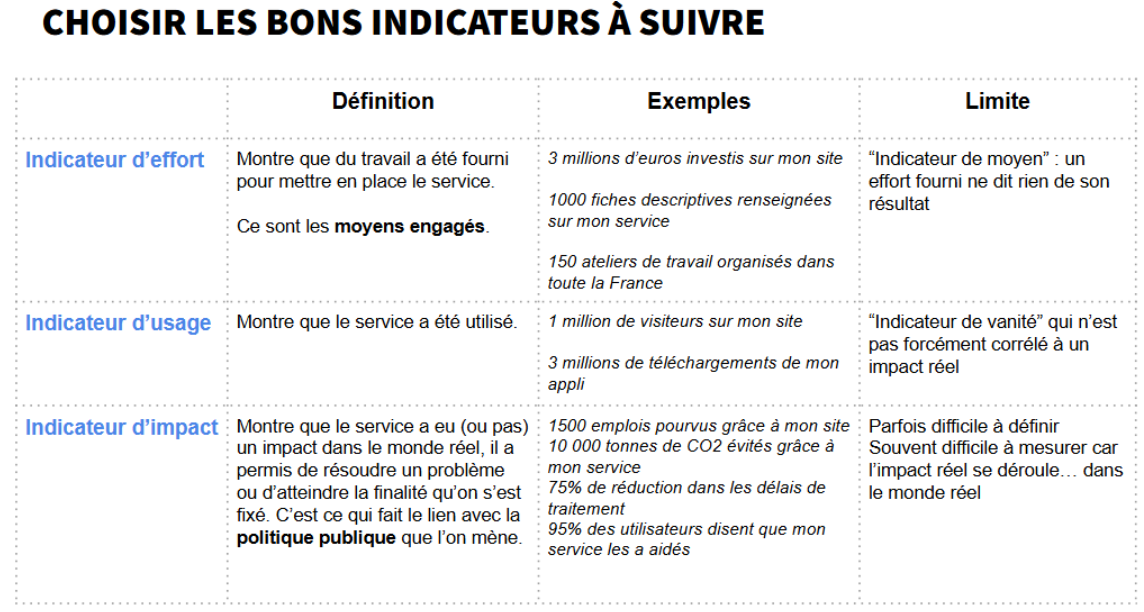 CHOISIR LES BONS INDICATEURS À SUIVRE
Définition
Exemples
Limite
Indicateur d’effort
Montre que du travail a été fourni
pour mettre en place le service.
Ce sont les moyens engagés.
3 millions d’euros investis sur mon site
1000 fiches descriptives renseignées
sur mon service
150 ateliers de travail organisés dans
toute la France
“Indicateur de moyen” : un
effort fourni ne dit rien de son
résultat
Indicateur d’usage
Montre que le service a été utilisé.
1 million de visiteurs sur mon site
3 millions de téléchargements de mon
appli
“Indicateur de vanité” qui n’est
pas forcément corrélé à un
impact réel
Indicateur d’impact
Montre que le service a eu (ou pas)
un impact dans le monde réel, il a
permis de résoudre un problème
ou d’atteindre la finalité qu’on s’est
fixé. C’est ce qui fait le lien avec la
politique publique que l’on mène.
1500 emplois pourvus grâce à mon site
10 000 tonnes de CO2 évités grâce à
mon service
75% de réduction dans les délais de
traitement
95% des utilisateurs disent que mon
service les a aidés
Parfois difficile à définir
Souvent difficile à mesurer car
l’impact réel se déroule… dans
le monde réel